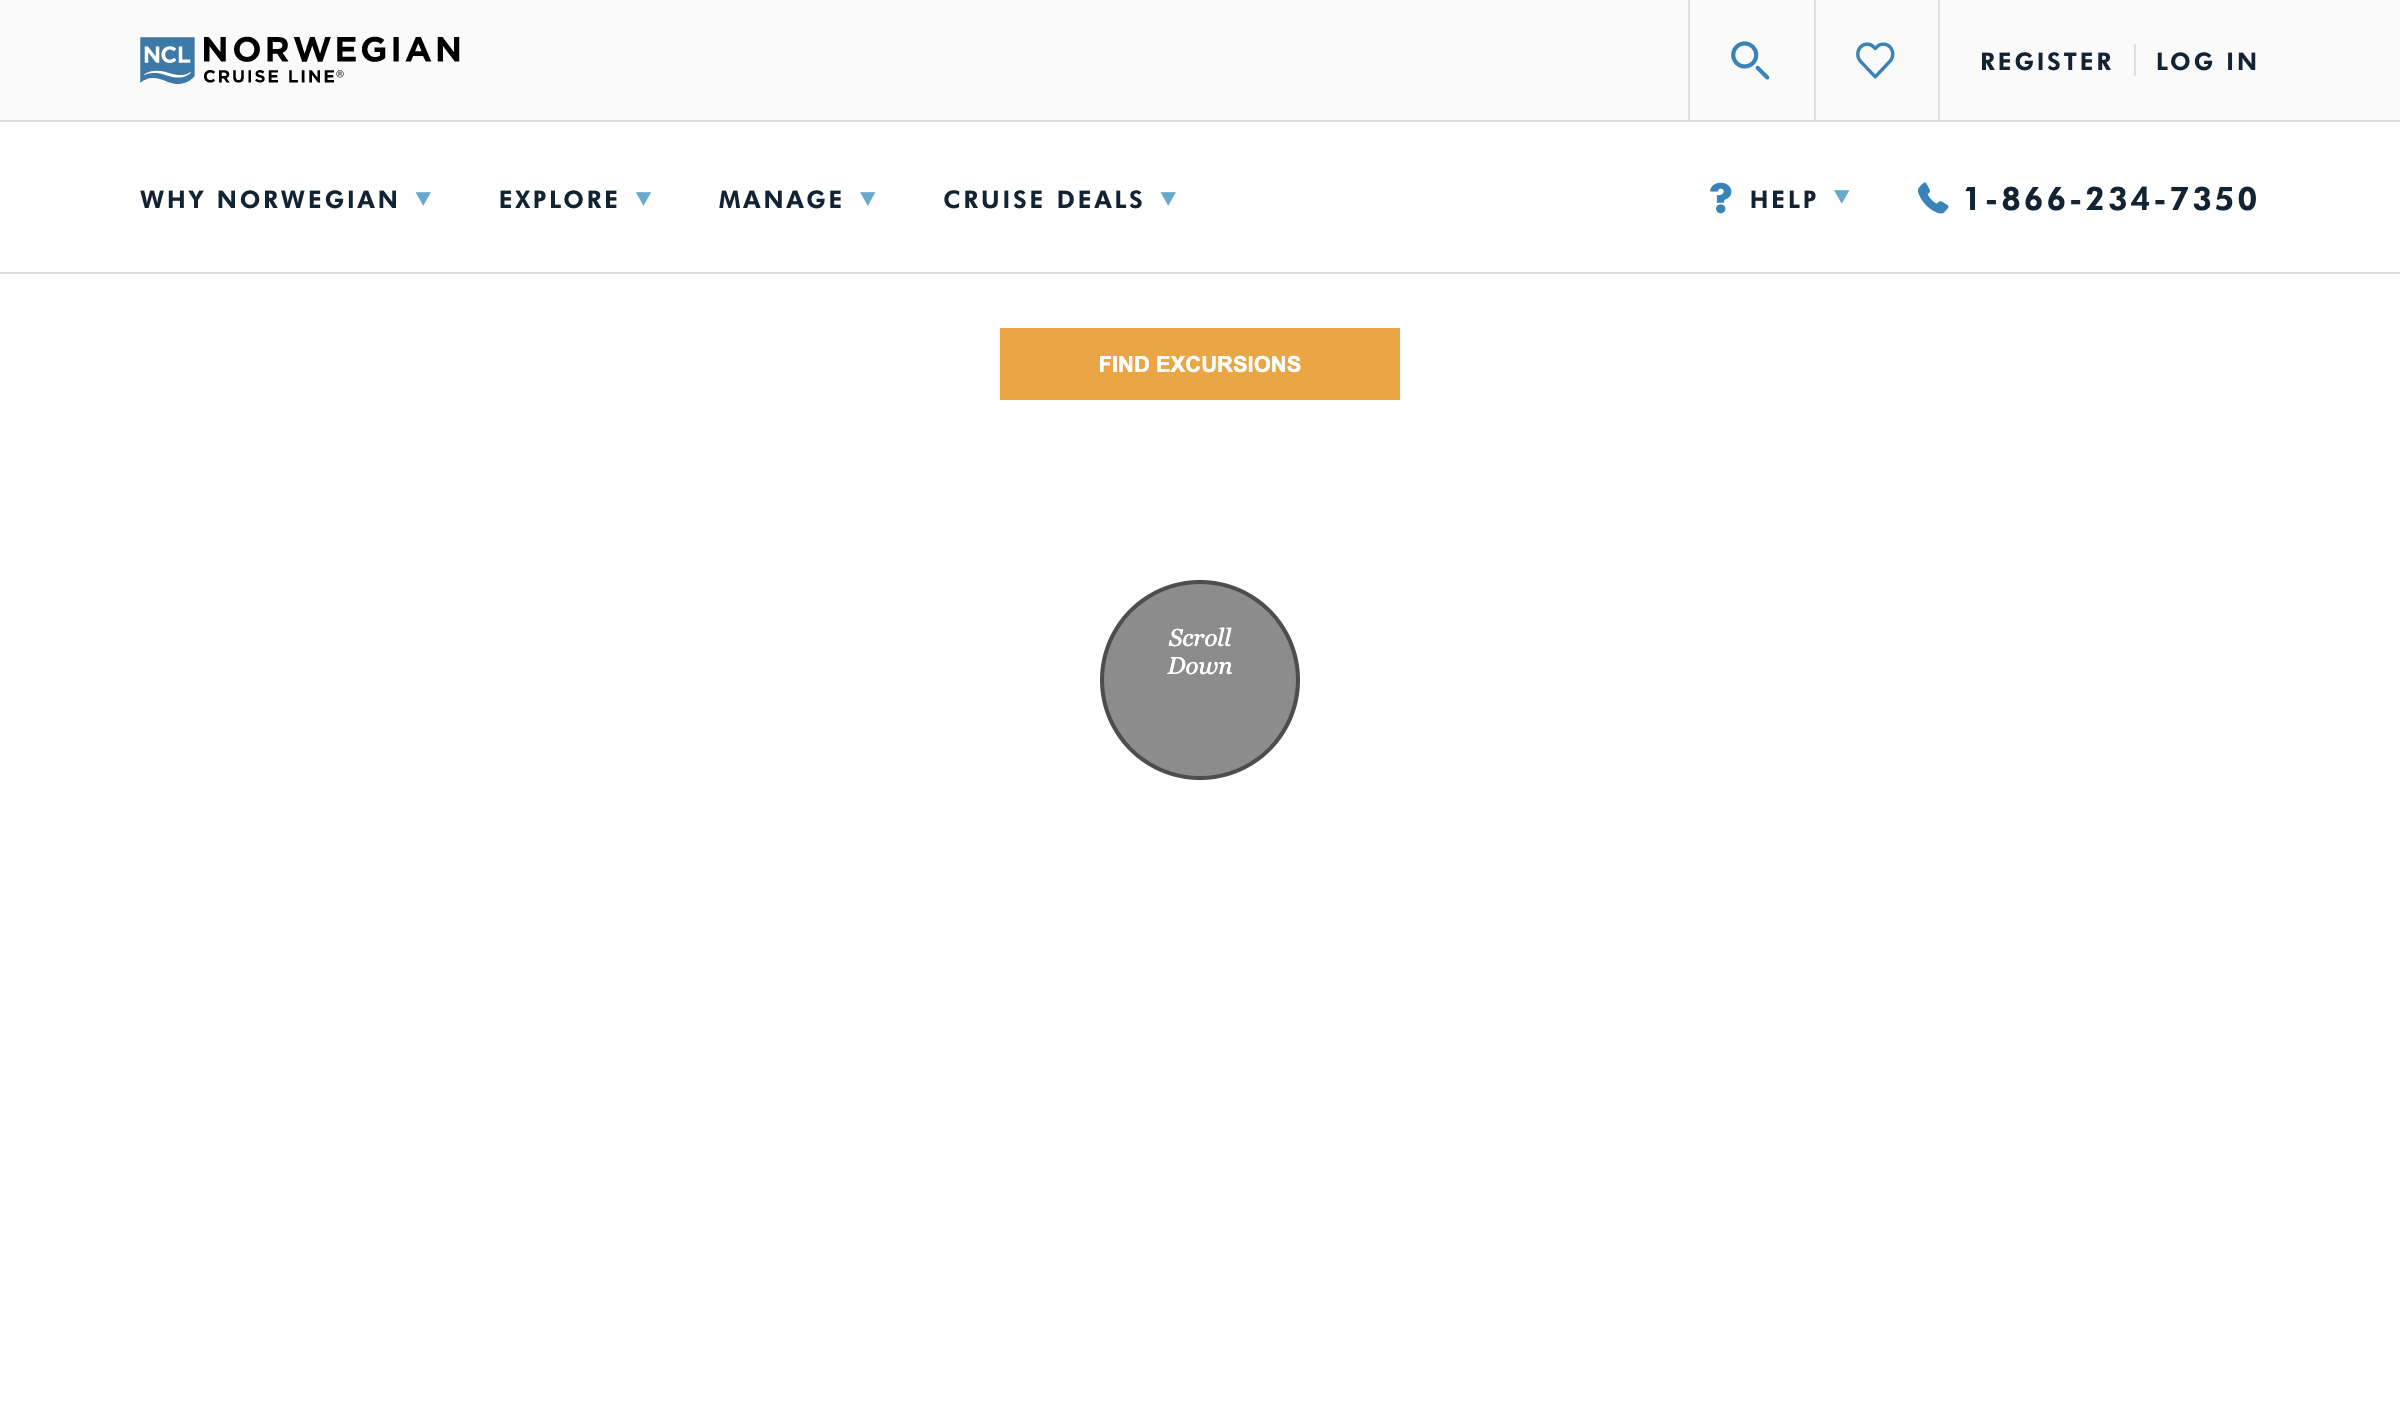 NCL NORWEGIAN
CRUISE LINE®
REGISTER LOG IN
WHY NORWEGIAN EXPLORE MANAGE CRUISE DEALS ? HELP 1-866-234-7350
FIND EXCURSIONS
Scroll
Down